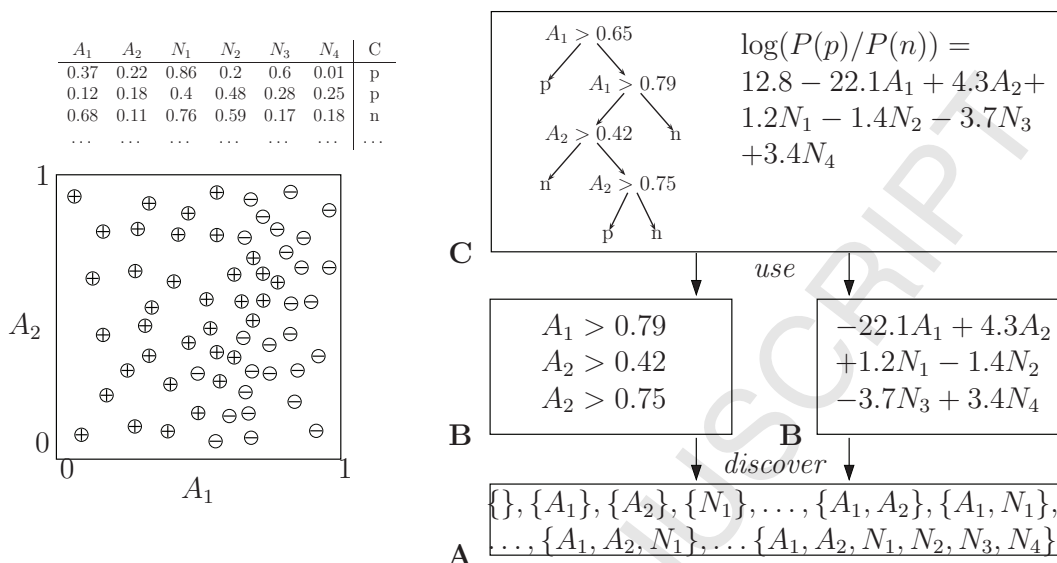 A₁ A₂ N₁ N₂ N₃ N₄ C
0.37 0.22 0.86 0.2 0.6 0.01 p
0.12 0.18 0.4 0.48 0.28 0.25 p
0.68 0.11 0.76 0.59 0.17 0.18 n
... ... ... ... ... ... ...
1
A₂
0
0 1
A₁
A₁ > 0.65
p A₁ > 0.79
A₂ > 0.42 n
n A₂ > 0.75
p n
log(P(p)/P(n)) =
12.8 − 22.1A₁ + 4.3A₂+
1.2N₁ − 1.4N₂ − 3.7N₃
+3.4N₄
C
use
A₁ > 0.79
A₂ > 0.42
A₂ > 0.75
B
−22.1A₁ + 4.3A₂
+1.2N₁ − 1.4N₂
−3.7N₃ + 3.4N₄
B
discover
{}, {A₁}, {A₂}, {N₁}, ..., {A₁, A₂}, {A₁, N₁},
..., {A₁, A₂, N₁}, ... {A₁, A₂, N₁, N₂, N₃, N₄}
A
USCRIPT